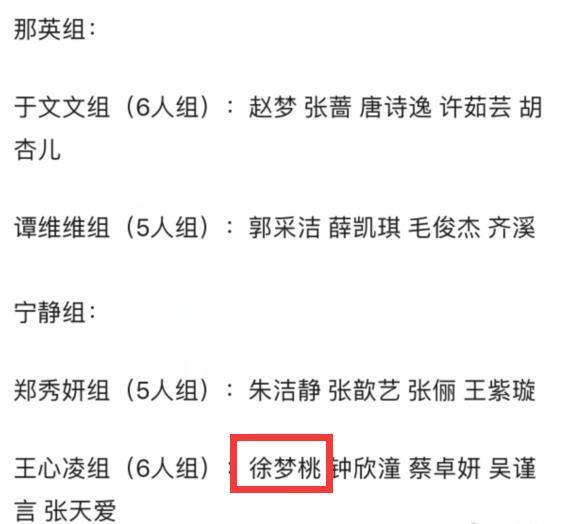 那英组：
于文文组（6人组）：赵梦 张蔷 唐诗逸 许茹芸 胡
杏儿
谭维维组（5人组）：郭采洁 薛凯琪 毛俊杰 齐溪
宁静组：
郑秀妍组（5人组）：朱洁静 张歆艺 张俪 王紫璇
王心凌组（6人组）：徐梦桃 钟欣潼 蔡卓妍 吴谨
言 张天爱